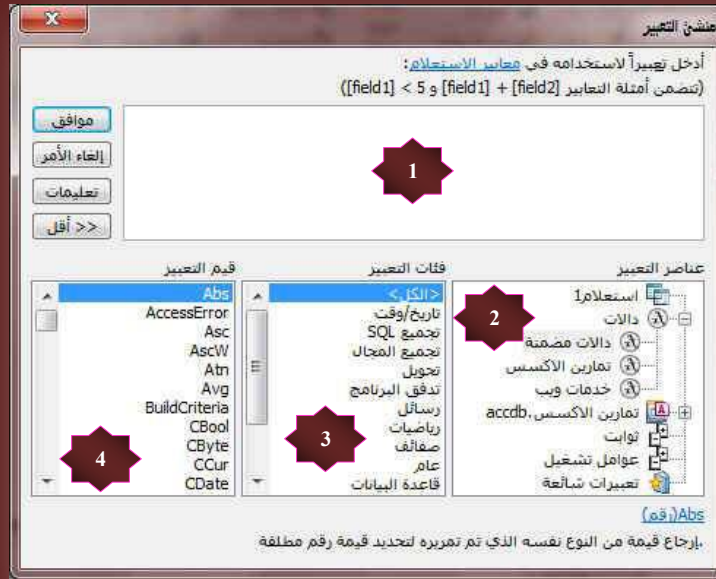 منشئ التعبير
أدخل تعبيراً لاستخدامه في معايير الاستعلام:
(تتضمن أمثلة التعابير [field1] + [field2] و [field1] < 5)
موافق
إلغاء الأمر
تعليمات
<< أقل
1
عناصر التعبير
فئات التعبير
قيم التعبير
استعلام1
دالات
دالات مضمنة
تمارين الاكسس
خدمات ويب
تمارين الاكسس.accdb
ثوابت
عوامل تشغيل
تعبيرات شائعة
2
<الكل>
تاريخ/وقت
تجميع SQL
تجميع المجال
تحويل
تدفق البرنامج
رسائل
رياضيات
صفائف
عام
قاعدة البيانات
3
Abs
AccessError
Asc
AscW
Atn
Avg
BuildCriteria
CBool
CByte
CCur
CDate
4
Abs(رقم)
إرجاع قيمة من النوع نفسه الذي تم تمريره لتحديد قيمة رقم مطلقة.